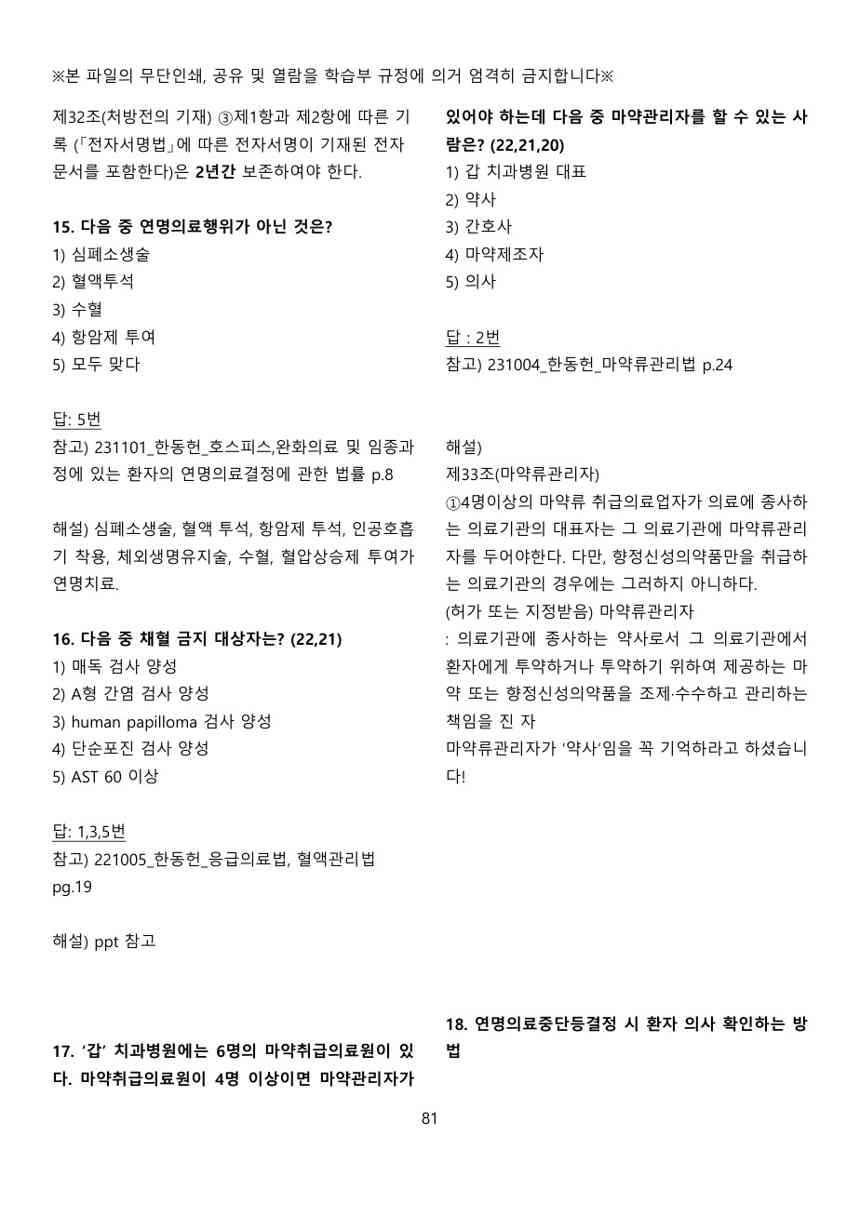 ※본 파일의 무단인쇄, 공유 및 열람을 학습부 규정에 의거 엄격히 금지합니다※
제32조(처방전의 기재) ③제1항과 제2항에 따른 기
록 (「전자서명법」에 따른 전자서명이 기재된 전자
문서를 포함한다)은 2년간 보존하여야 한다.
15. 다음 중 연명의료행위가 아닌 것은?
1) 심폐소생술
2) 혈액투석
3) 수혈
4) 항암제 투여
5) 모두 맞다
답: 5번
참고) 231101_한동헌_호스피스,완화의료 및 임종과
정에 있는 환자의 연명의료결정에 관한 법률 p.8
해설) 심폐소생술, 혈액 투석, 항암제 투석, 인공호흡
기 착용, 체외생명유지술, 수혈, 혈압상승제 투여가
연명치료.
16. 다음 중 채혈 금지 대상자는? (22,21)
1) 매독 검사 양성
2) A형 간염 검사 양성
3) human papilloma 검사 양성
4) 단순포진 검사 양성
5) AST 60 이상
답: 1,3,5번
참고) 221005_한동헌_응급의료법, 혈액관리법
pg.19
해설) ppt 참고
17. ‘갑’ 치과병원에는 6명의 마약취급의료원이 있
다. 마약취급의료원이 4명 이상이면 마약관리자가
있어야 하는데 다음 중 마약관리자를 할 수 있는 사
람은? (22,21,20)
1) 갑 치과병원 대표
2) 약사
3) 간호사
4) 마약제조자
5) 의사
답 : 2번
참고) 231004_한동헌_마약류관리법 p.24
해설)
제33조(마약류관리자)
①4명이상의 마약류 취급의료업자가 의료에 종사하
는 의료기관의 대표자는 그 의료기관에 마약류관리
자를 두어야한다. 다만, 향정신성의약품만을 취급하
는 의료기관의 경우에는 그러하지 아니하다.
(허가 또는 지정받음) 마약류관리자
: 의료기관에 종사하는 약사로서 그 의료기관에서
환자에게 투약하거나 투약하기 위하여 제공하는 마
약 또는 향정신성의약품을 조제·수수하고 관리하는
책임을 진 자
마약류관리자가 ‘약사’임을 꼭 기억하라고 하셨습니
다!
18. 연명의료중단등결정 시 환자 의사 확인하는 방
법
81